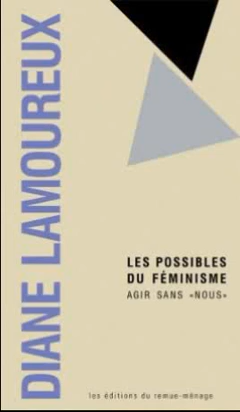 DIANE LAMOUREUX
LES POSSIBLES
DU FÉMINISME
AGIR SANS «NOUS»
les éditions du remue-ménage